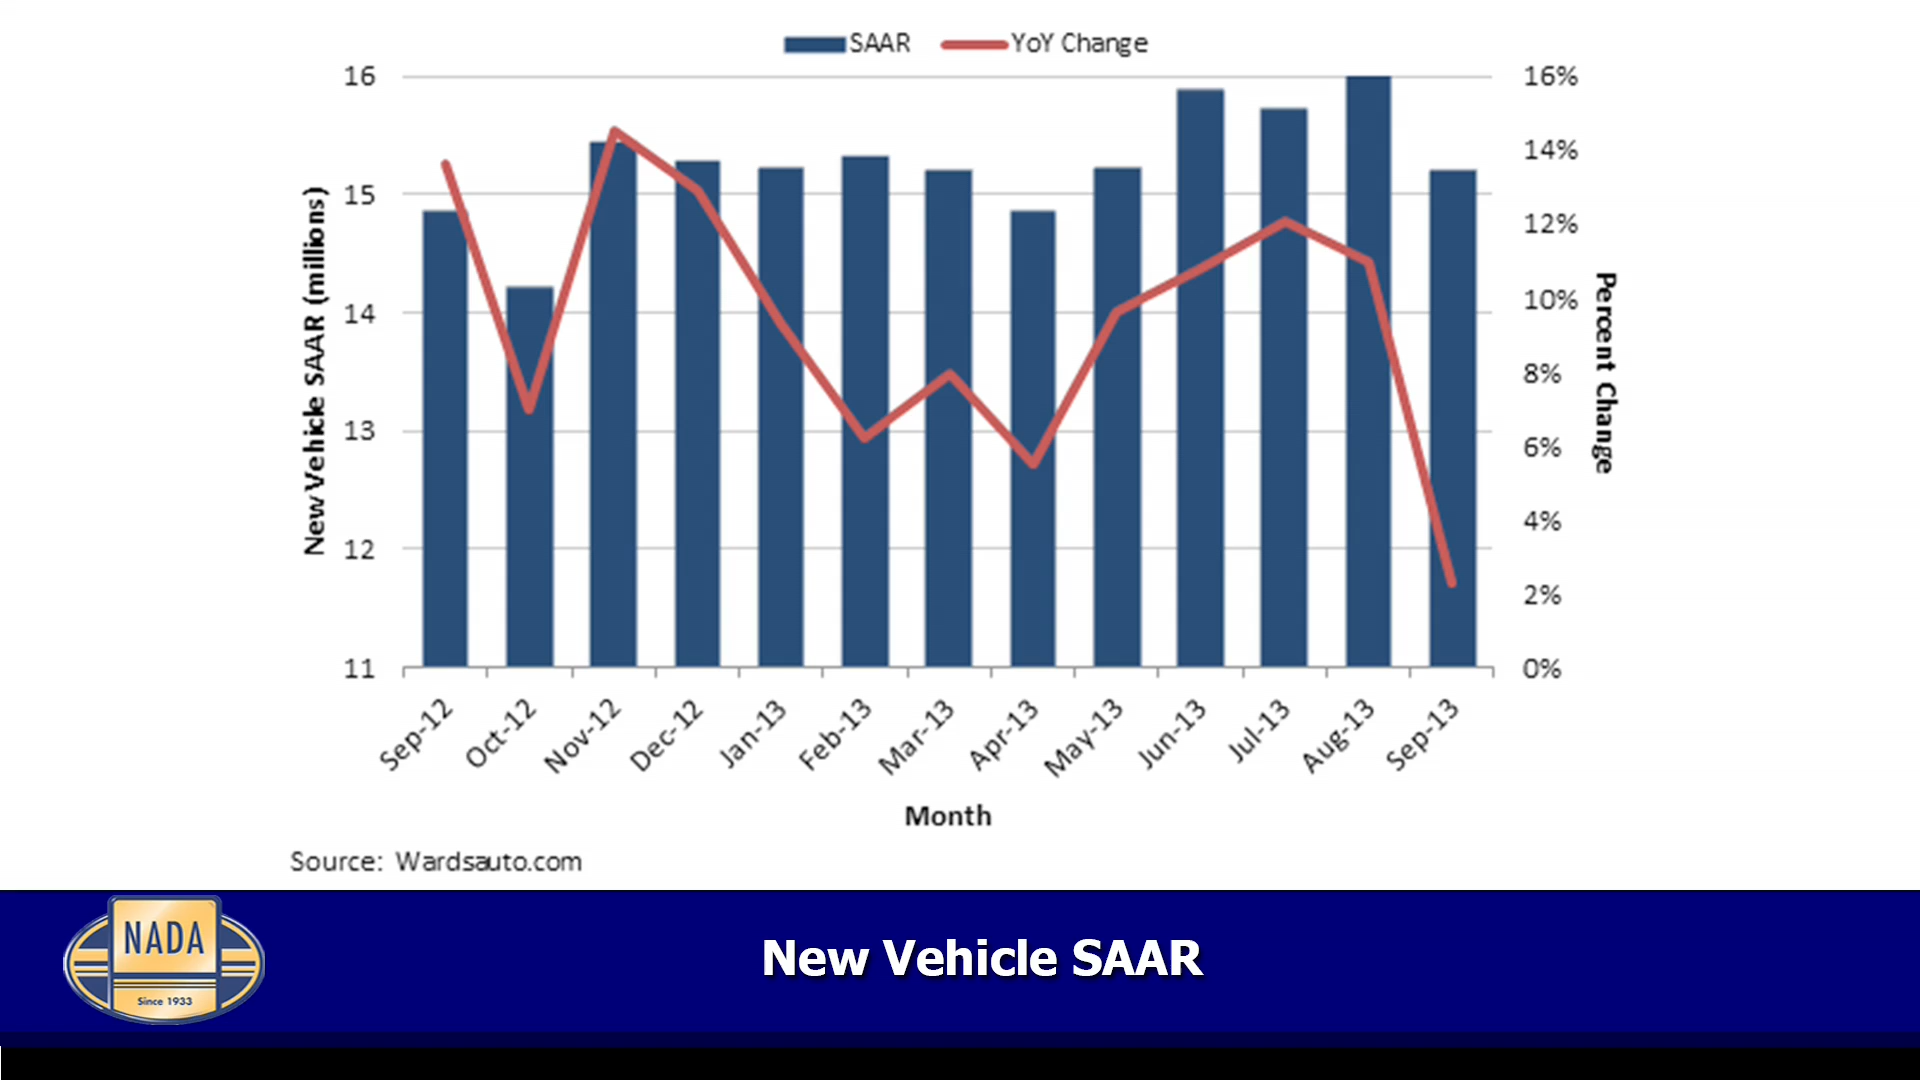 SAAR YoY Change
16
15
14
13
12
11
New Vehicle SAAR (millions)
16%
14%
12%
10%
8%
6%
4%
2%
0%
Percent Change
Sep-12
Oct-12
Nov-12
Dec-12
Jan-13
Feb-13
Mar-13
Apr-13
May-13
Jun-13
Jul-13
Aug-13
Sep-13
Month
Source: Wardsauto.com
NADA
Since 1933
New Vehicle SAAR